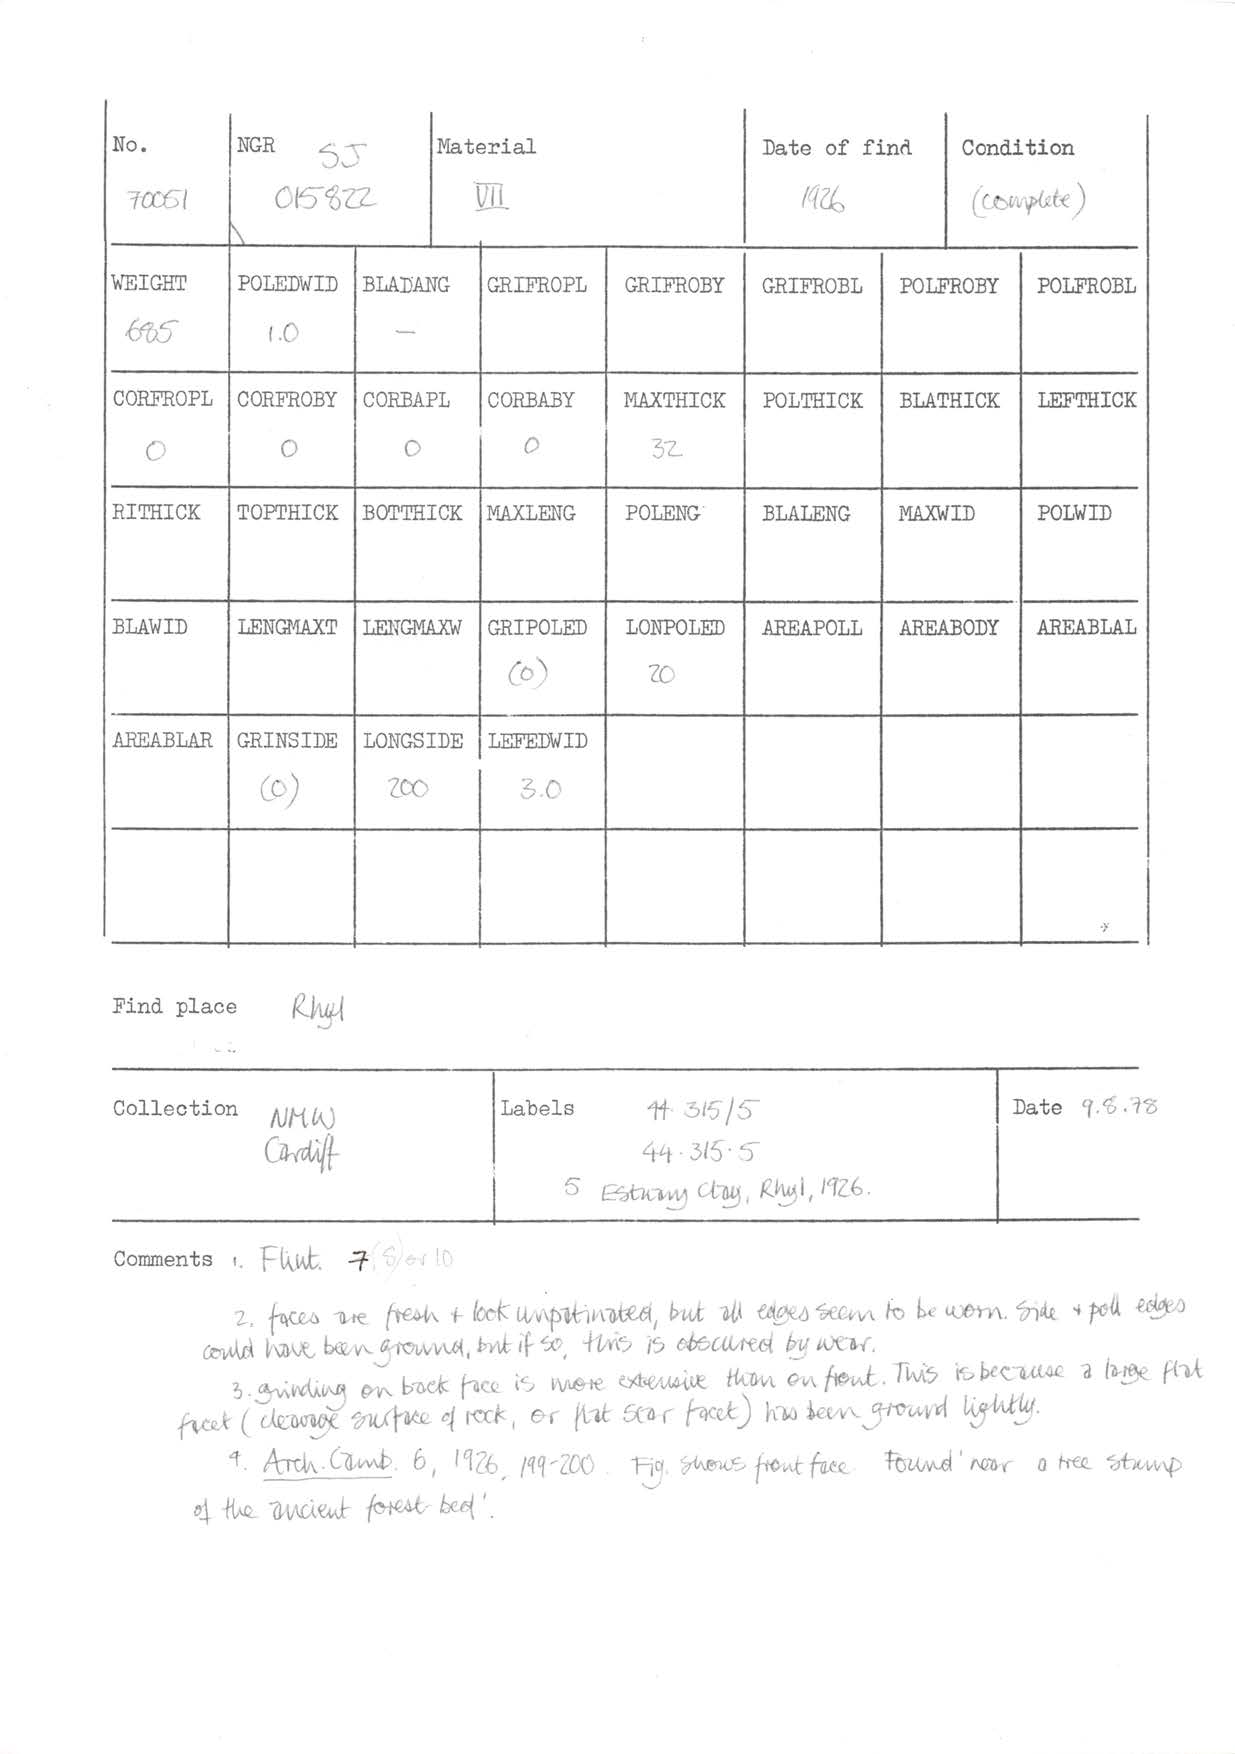 No. NGR SJ Material Date of find Condition
70051 015822 VII 1926 (complete)
WEIGHT POLEDWID BLADANG GRIFROPL GRIFROBY GRIFROBL POLFROBY POLFROBL
685 1.0 —
CORFROPL CORFROBY CORBAPL CORBABY MAXTHICK POLTHICK BLATHICK LEFTHICK
0 0 0 0 32
RITHICK TOPTHICK BOTTHICK MAXLENG POLENG BLALENG MAXWID POLWID
BLAWID LENGMAXT LENGMAXW GRIPOLED LONPOLED AREAPOLL AREABODY AREABLAL
(0) 20
AREABLAR GRINSIDE LONGSIDE LEFEDWID
(0) 200 3.0
Find place Rhyl
Collection NMW Labels 44. 315/5 Date 9.8.78
Cardiff 44.315.5
5 Estuary Clay, Rhyl, 1926.
Comments 1. Flint. 7 (8) or 10
2. faces are fresh + look unpatinated, but all edges seem to be worn. Side + poll edges
could have been ground, but if so, this is obscured by wear.
3. grinding on back face is more extensive than on front. This is because a large flat
facet (cleavage surface of rock, or flat scar facet) has been ground lightly.
4. Arch. Camb. 6, 1926, 199-200. Fig. shows front face. Found 'near a tree stump
of the ancient forest-bed'.